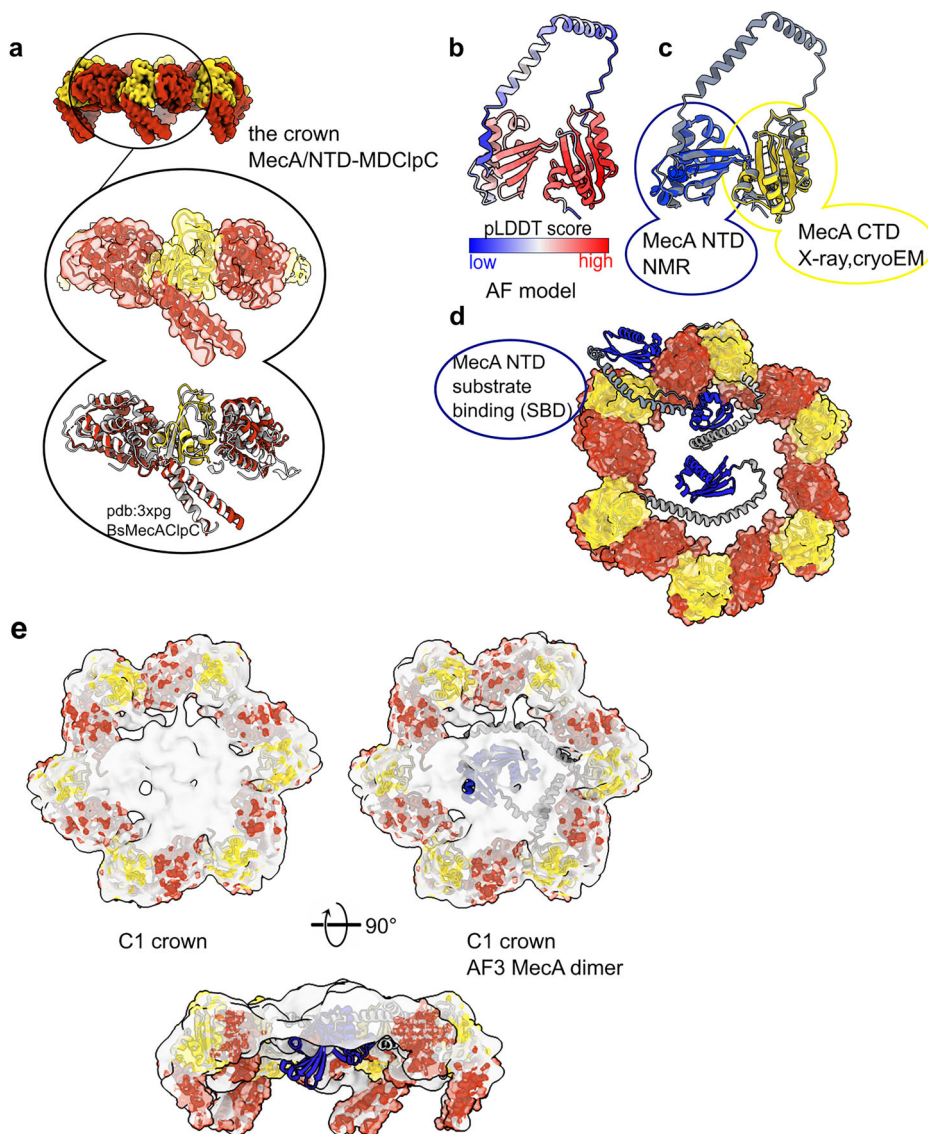 a
the crown
MecA/NTD-MDClpC
pdb:3xpg
BsMecAClpC
b
pLDDT score
low
high
AF model
c
MecA NTD
NMR
MecA CTD
X-ray,cryoEM
d
MecA NTD
substrate
binding (SBD)
e
C1 crown
90°
C1 crown
AF3 MecA dimer